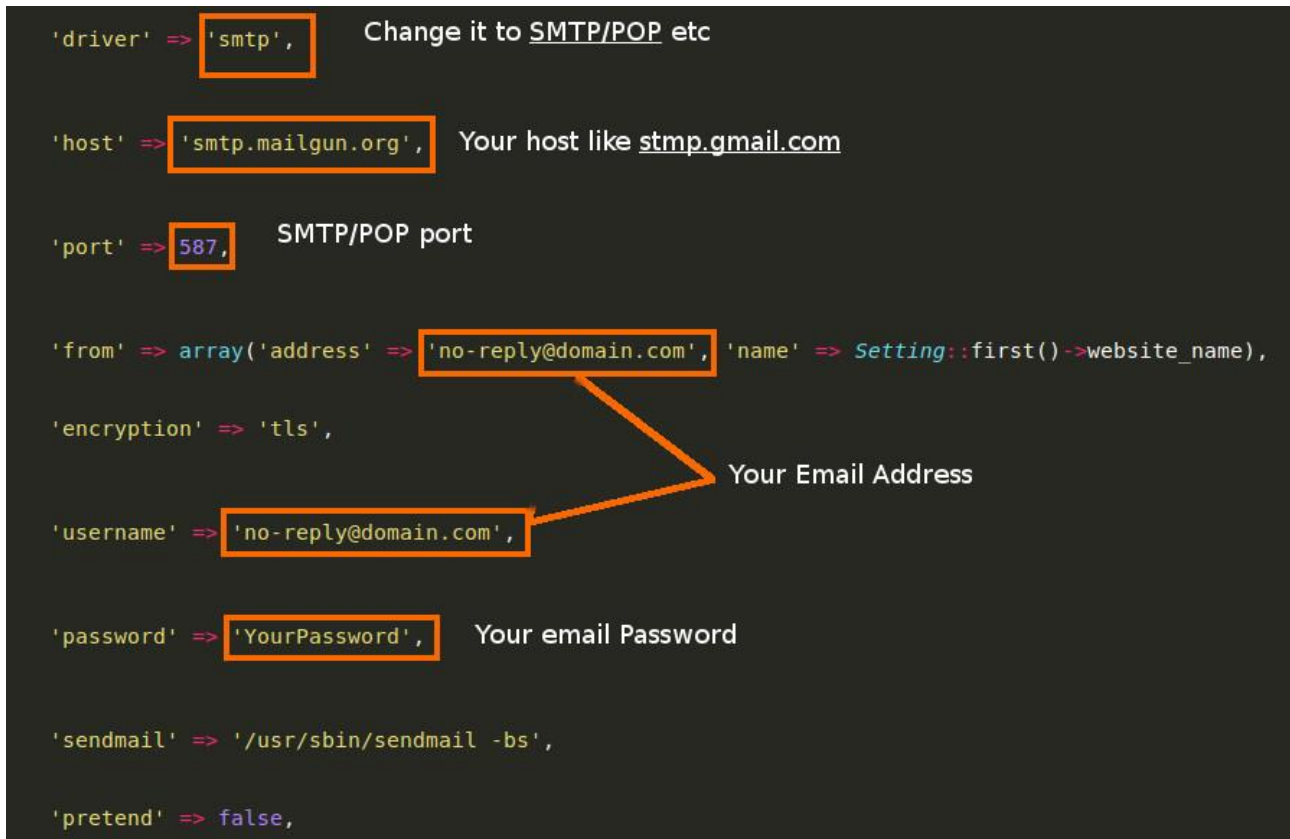 'driver' => 'smtp', Change it to SMTP/POP etc
'host' => 'smtp.mailgun.org', Your host like stmp.gmail.com
'port' => 587, SMTP/POP port
'from' => array('address' => 'no-reply@domain.com', 'name' => Setting::first()->website_name),
'encryption' => 'tls',
Your Email Address
'username' => 'no-reply@domain.com',
'password' => 'YourPassword', Your email Password
'sendmail' => '/usr/sbin/sendmail -bs',
'pretend' => false,